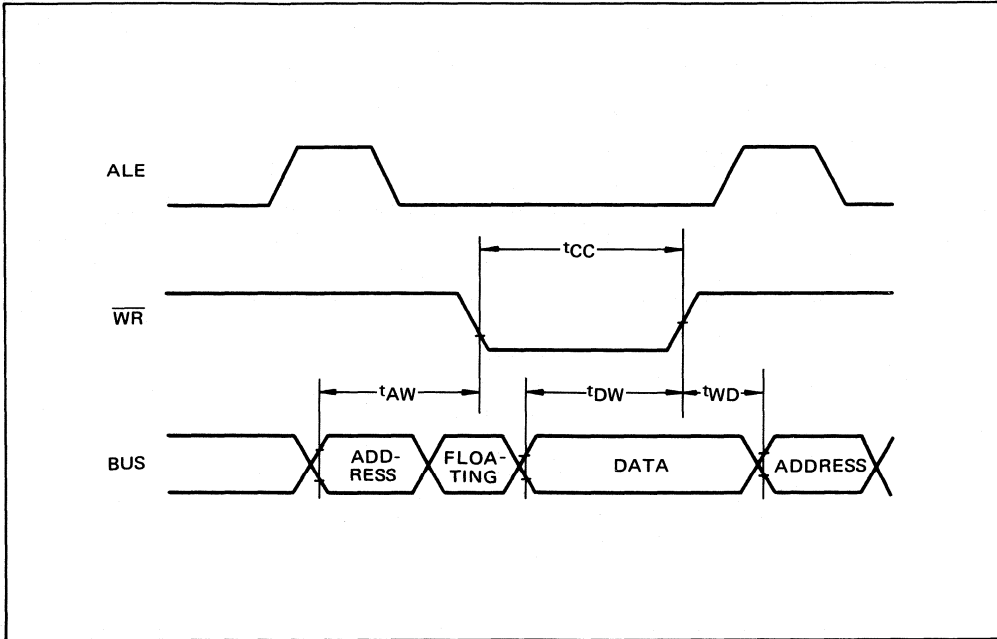 ALE
tCC
WR
tAW
tDW
tWD
BUS
ADD-
RESS
FLOA-
TING
DATA
ADDRESS